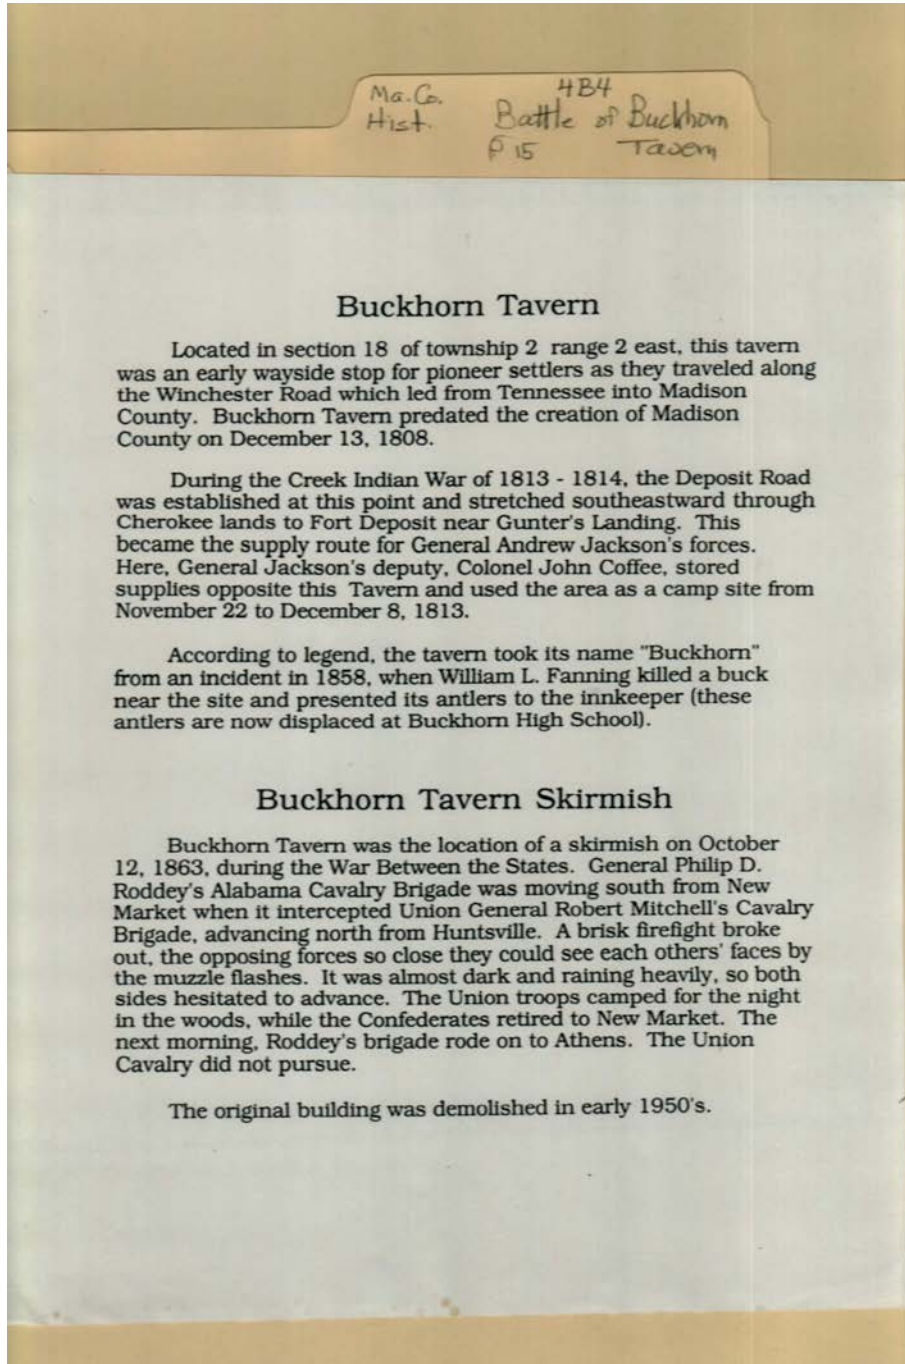 4B4
Ma.Co. Battle of Buckhorn
Hist. P 15 Tavern
Buckhorn Tavern
Located in section 18 of township 2 range 2 east, this tavern
was an early wayside stop for pioneer settlers as they traveled along
the Winchester Road which led from Tennessee into Madison
County. Buckhorn Tavern predated the creation of Madison
County on December 13, 1808.
During the Creek Indian War of 1813 - 1814, the Deposit Road
was established at this point and stretched southeastward through
Cherokee lands to Fort Deposit near Gunter's Landing. This
became the supply route for General Andrew Jackson's forces.
Here, General Jackson's deputy, Colonel John Coffee, stored
supplies opposite this Tavern and used the area as a camp site from
November 22 to December 8, 1813.
According to legend, the tavern took its name "Buckhorn"
from an incident in 1858, when William L. Fanning killed a buck
near the site and presented its antlers to the innkeeper (these
antlers are now displaced at Buckhorn High School).
Buckhorn Tavern Skirmish
Buckhorn Tavern was the location of a skirmish on October
12, 1863, during the War Between the States. General Philip D.
Roddey's Alabama Cavalry Brigade was moving south from New
Market when it intercepted Union General Robert Mitchell's Cavalry
Brigade, advancing north from Huntsville. A brisk firefight broke
out, the opposing forces so close they could see each others' faces by
the muzzle flashes. It was almost dark and raining heavily, so both
sides hesitated to advance. The Union troops camped for the night
in the woods, while the Confederates retired to New Market. The
next morning, Roddey's brigade rode on to Athens. The Union
Cavalry did not pursue.
The original building was demolished in early 1950's.